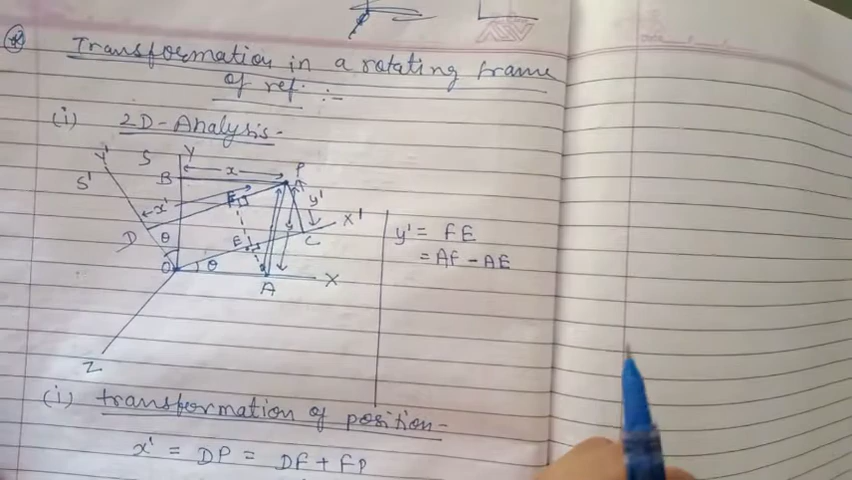 Transformation in a rotating frame
of ref. :-
(i) 2D-Analysis-
Y' S Y
S' B x P
x' F y'
X'
D θ E C
O θ
A X
Z
y' = FE
= AF - AE
(i) transformation of position-
x' = DP = DF + FP